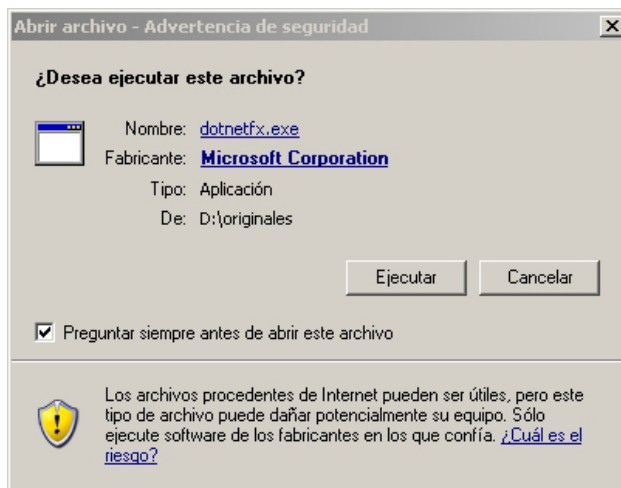 Abrir archivo - Advertencia de seguridad
¿Desea ejecutar este archivo?
Nombre: dotnetfx.exe
Fabricante: Microsoft Corporation
Tipo: Aplicación
De: D:\originales
Ejecutar Cancelar
Preguntar siempre antes de abrir este archivo
Los archivos procedentes de Internet pueden ser útiles, pero este
tipo de archivo puede dañar potencialmente su equipo. Sólo
ejecute software de los fabricantes en los que confía. ¿Cuál es el
riesgo?